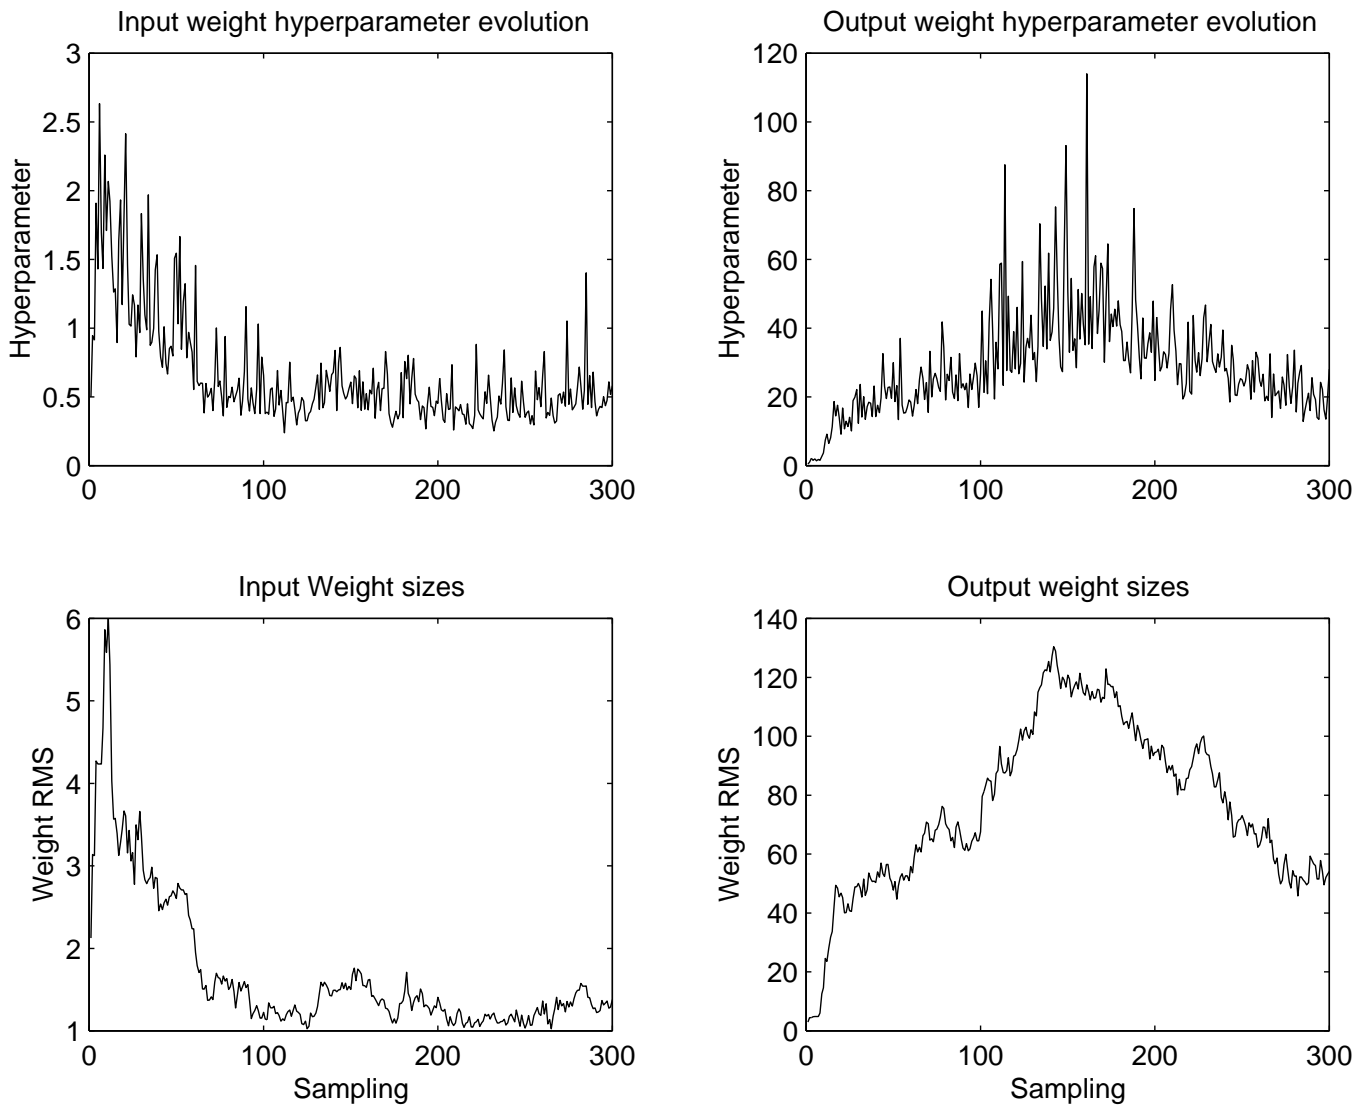 Input weight hyperparameter evolution
3
2.5
2
1.5
1
0.5
0
Hyperparameter
0 100 200 300
Output weight hyperparameter evolution
120
100
80
60
40
20
0
Hyperparameter
0 100 200 300
Input Weight sizes
6
5
4
3
2
1
Weight RMS
0 100 200 300
Sampling
Output weight sizes
140
120
100
80
60
40
20
0
Weight RMS
0 100 200 300
Sampling